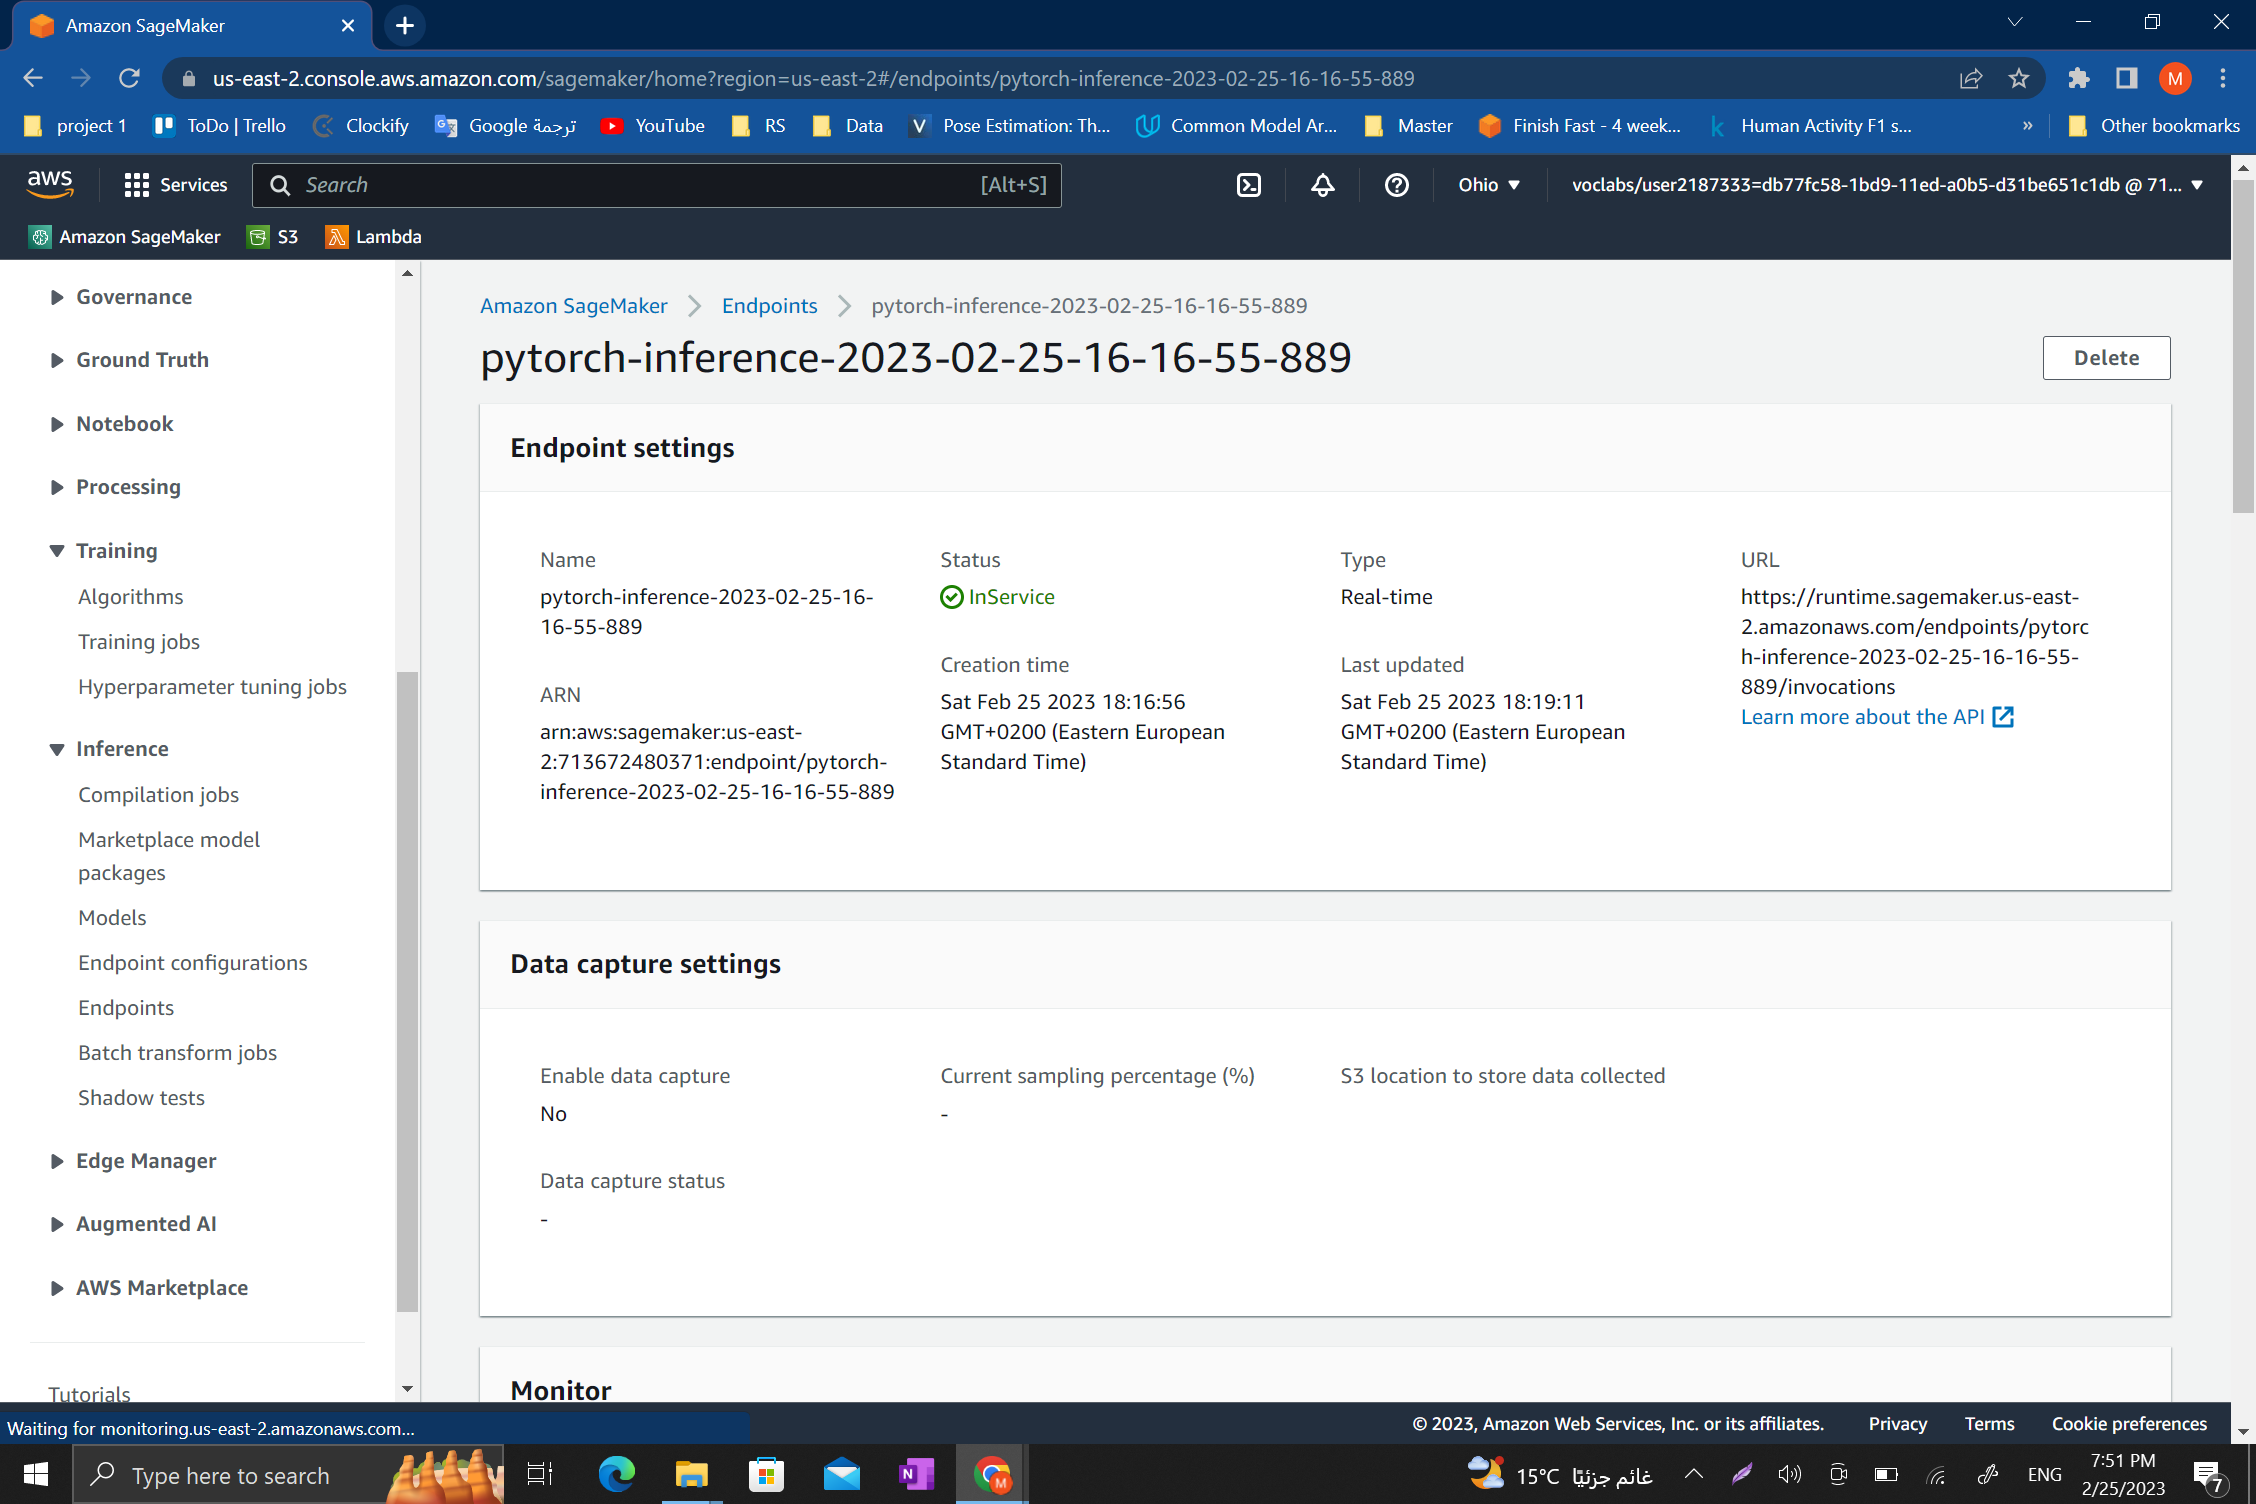 Amazon SageMaker
us-east-2.console.aws.amazon.com/sagemaker/home?region=us-east-2#/endpoints/pytorch-inference-2023-02-25-16-16-55-889
M
project 1
ToDo | Trello
Clockify
Google ترجمة
YouTube
RS
Data
Pose Estimation: Th...
Common Model Ar...
Master
Finish Fast - 4 week...
Human Activity F1 s...
»
Other bookmarks
aws
Services
Search
[Alt+S]
Ohio
voclabs/user2187333=db77fc58-1bd9-11ed-a0b5-d31be651c1db @ 71...
Amazon SageMaker
S3
Lambda
Governance
Ground Truth
Notebook
Processing
Training
Algorithms
Training jobs
Hyperparameter tuning jobs
Inference
Compilation jobs
Marketplace model
packages
Models
Endpoint configurations
Endpoints
Batch transform jobs
Shadow tests
Edge Manager
Augmented AI
AWS Marketplace
Tutorials
Amazon SageMaker
Endpoints
pytorch-inference-2023-02-25-16-16-55-889
pytorch-inference-2023-02-25-16-16-55-889
Delete
Endpoint settings
Name
pytorch-inference-2023-02-25-16-
16-55-889
ARN
arn:aws:sagemaker:us-east-
2:713672480371:endpoint/pytorch-
inference-2023-02-25-16-16-55-889
Status
InService
Creation time
Sat Feb 25 2023 18:16:56
GMT+0200 (Eastern European
Standard Time)
Type
Real-time
Last updated
Sat Feb 25 2023 18:19:11
GMT+0200 (Eastern European
Standard Time)
URL
https://runtime.sagemaker.us-east-
2.amazonaws.com/endpoints/pytorc
h-inference-2023-02-25-16-16-55-
889/invocations
Learn more about the API
Data capture settings
Enable data capture
No
Current sampling percentage (%)
-
S3 location to store data collected
Data capture status
-
Monitor
Waiting for monitoring.us-east-2.amazonaws.com...
© 2023, Amazon Web Services, Inc. or its affiliates.
Privacy
Terms
Cookie preferences
Type here to search
15°C غائم جزئيًا
ENG
7:51 PM
2/25/2023
7